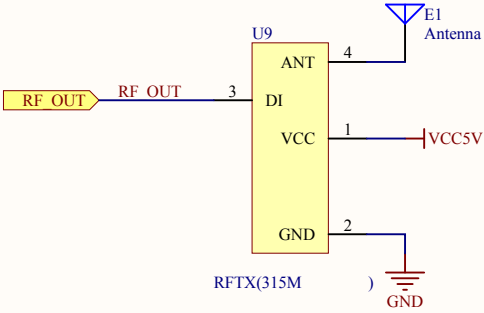 E1
Antenna
U9
ANT
4
RF_OUT
RF_OUT
3
DI
VCC
1
VCC5V
GND
2
RFTX(315M )
GND